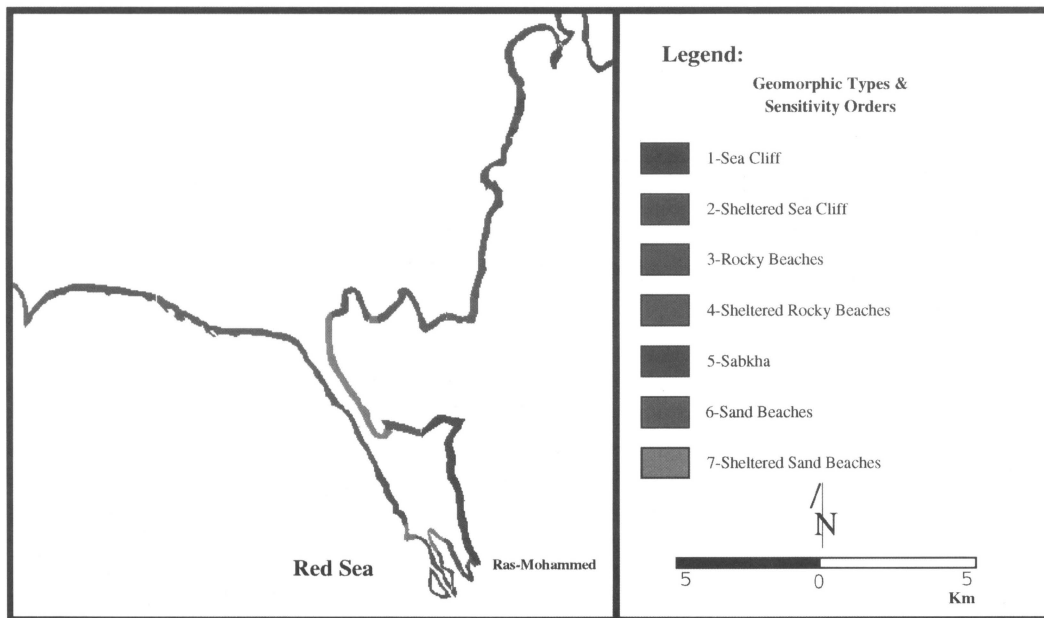 Legend:
Geomorphic Types &
Sensitivity Orders
1-Sea Cliff
2-Sheltered Sea Cliff
3-Rocky Beaches
4-Sheltered Rocky Beaches
5-Sabkha
6-Sand Beaches
7-Sheltered Sand Beaches
N
5 0 5
Km
Red Sea
Ras-Mohammed